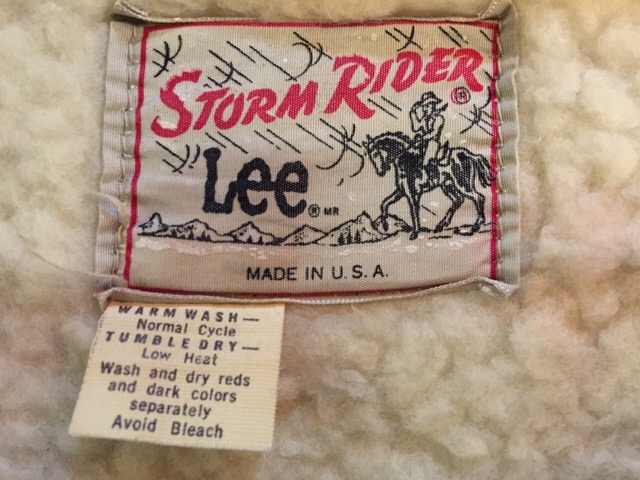 STORM RIDER ®
Lee ® MR
MADE IN U.S.A.
WARM WASH—
Normal Cycle
TUMBLE DRY—
Low Heat
Wash and dry reds
and dark colors
separately
Avoid Bleach